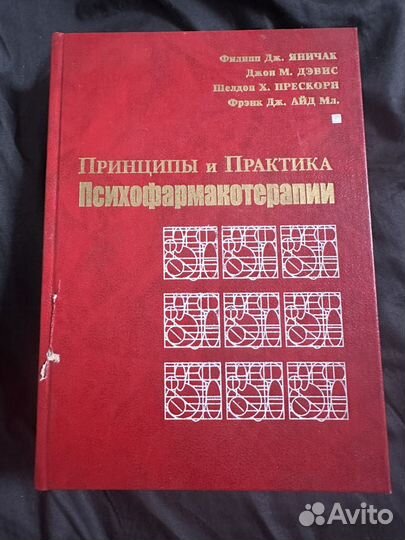 Филипп Дж. ЯНИЧАК
Джон М. ДЭВИС
Шелдон Х. ПРЕСКОРН
Фрэнк Дж. АЙД Мл.
ПРИНЦИПЫ и ПРАКТИКА
Психофармакотерапии
Avito